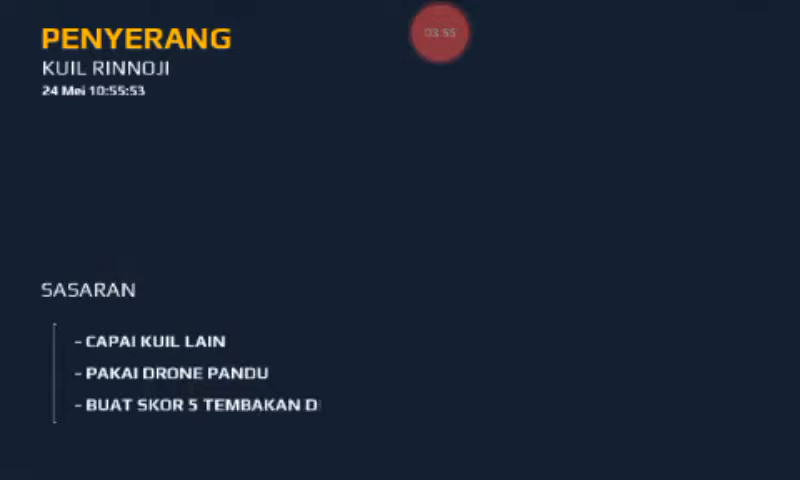 PENYERANG
03:55
KUIL RINNOJI
24 Mei 10:55:53
SASARAN
- CAPAI KUIL LAIN
- PAKAI DRONE PANDU
- BUAT SKOR 5 TEMBAKAN D